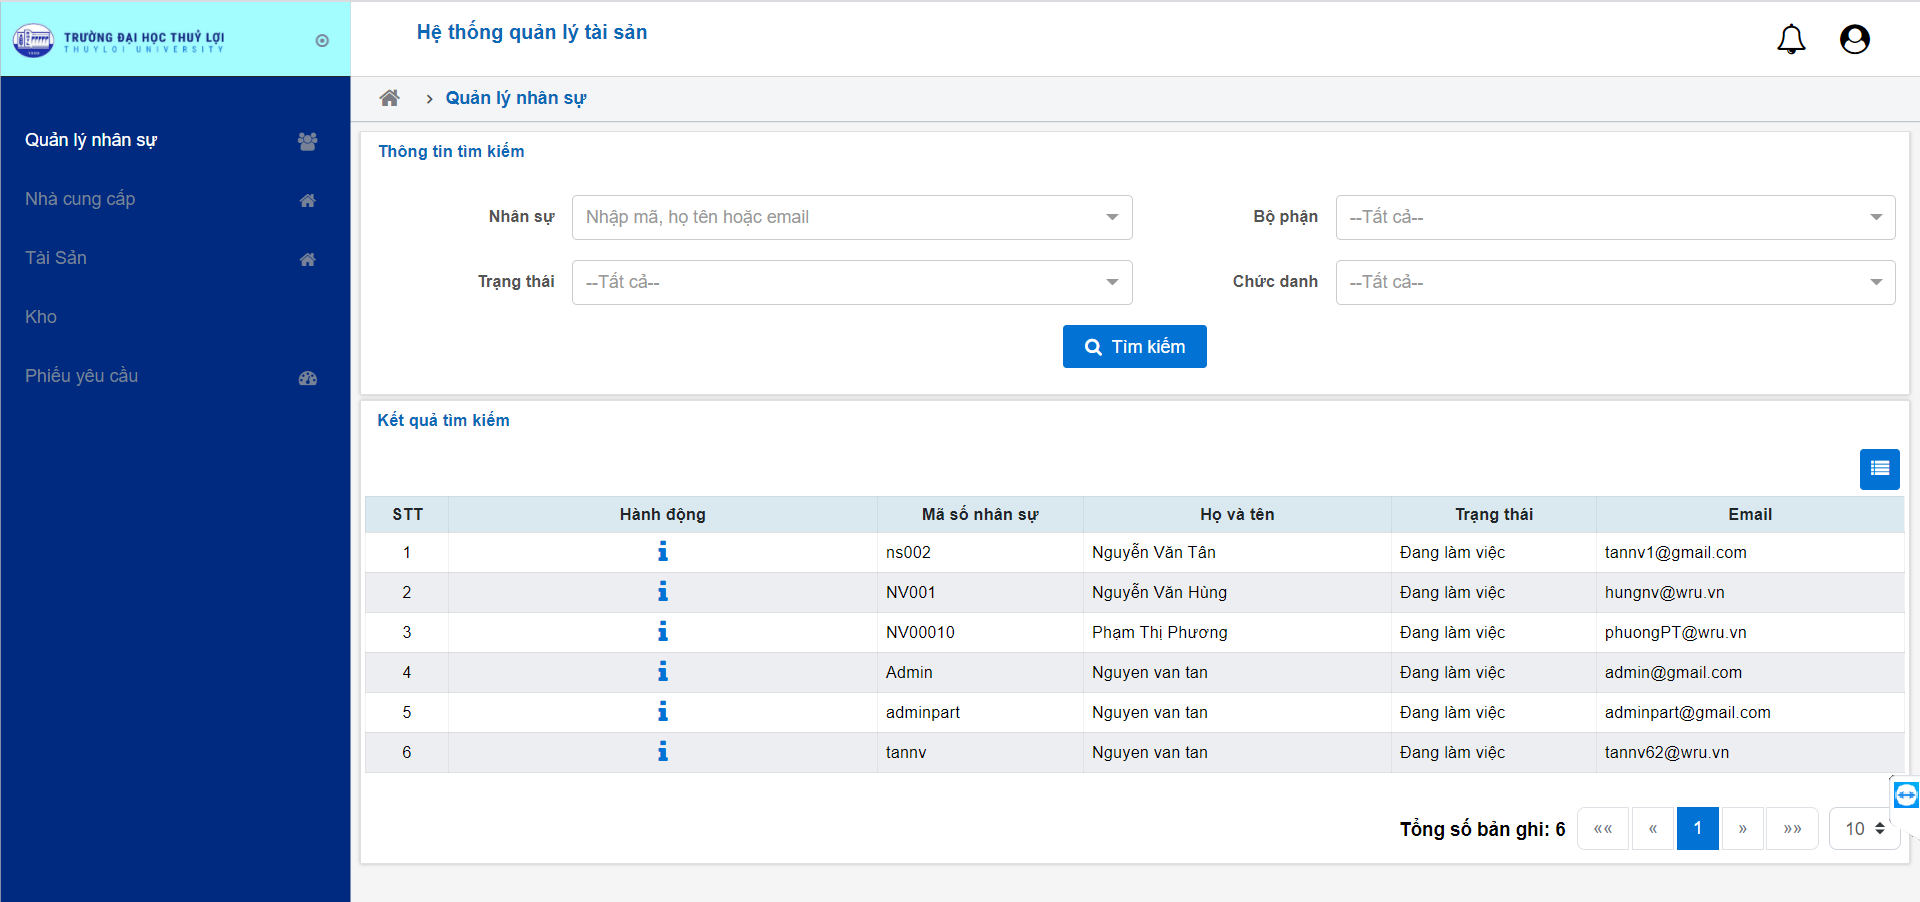 TRƯỜNG ĐẠI HỌC THUỶ LỢI
THUYLOI UNIVERSITY
Hệ thống quản lý tài sản
Quản lý nhân sự
Nhà cung cấp
Tài Sản
Kho
Phiếu yêu cầu
› Quản lý nhân sự
Thông tin tìm kiếm
Nhân sự Nhập mã, họ tên hoặc email Bộ phận --Tất cả--
Trạng thái --Tất cả-- Chức danh --Tất cả--
Tìm kiếm
Kết quả tìm kiếm
STT Hành động Mã số nhân sự Họ và tên Trạng thái Email
1 ns002 Nguyễn Văn Tân Đang làm việc tannv1@gmail.com
2 NV001 Nguyễn Văn Hùng Đang làm việc hungnv@wru.vn
3 NV00010 Phạm Thị Phương Đang làm việc phuongPT@wru.vn
4 Admin Nguyen van tan Đang làm việc admin@gmail.com
5 adminpart Nguyen van tan Đang làm việc adminpart@gmail.com
6 tannv Nguyen van tan Đang làm việc tannv62@wru.vn
Tổng số bản ghi: 6 «« « 1 » »» 10